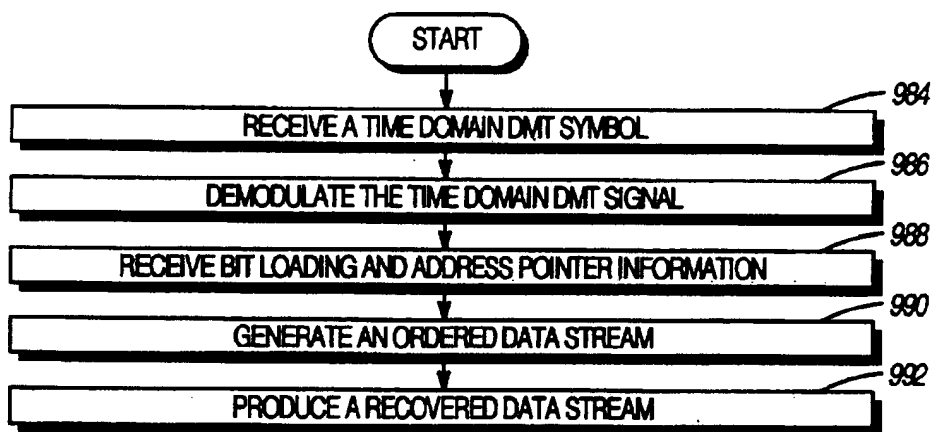 START
984
RECEIVE A TIME DOMAIN DMT SYMBOL
986
DEMODULATE THE TIME DOMAIN DMT SIGNAL
988
RECEIVE BIT LOADING AND ADDRESS POINTER INFORMATION
990
GENERATE AN ORDERED DATA STREAM
992
PRODUCE A RECOVERED DATA STREAM